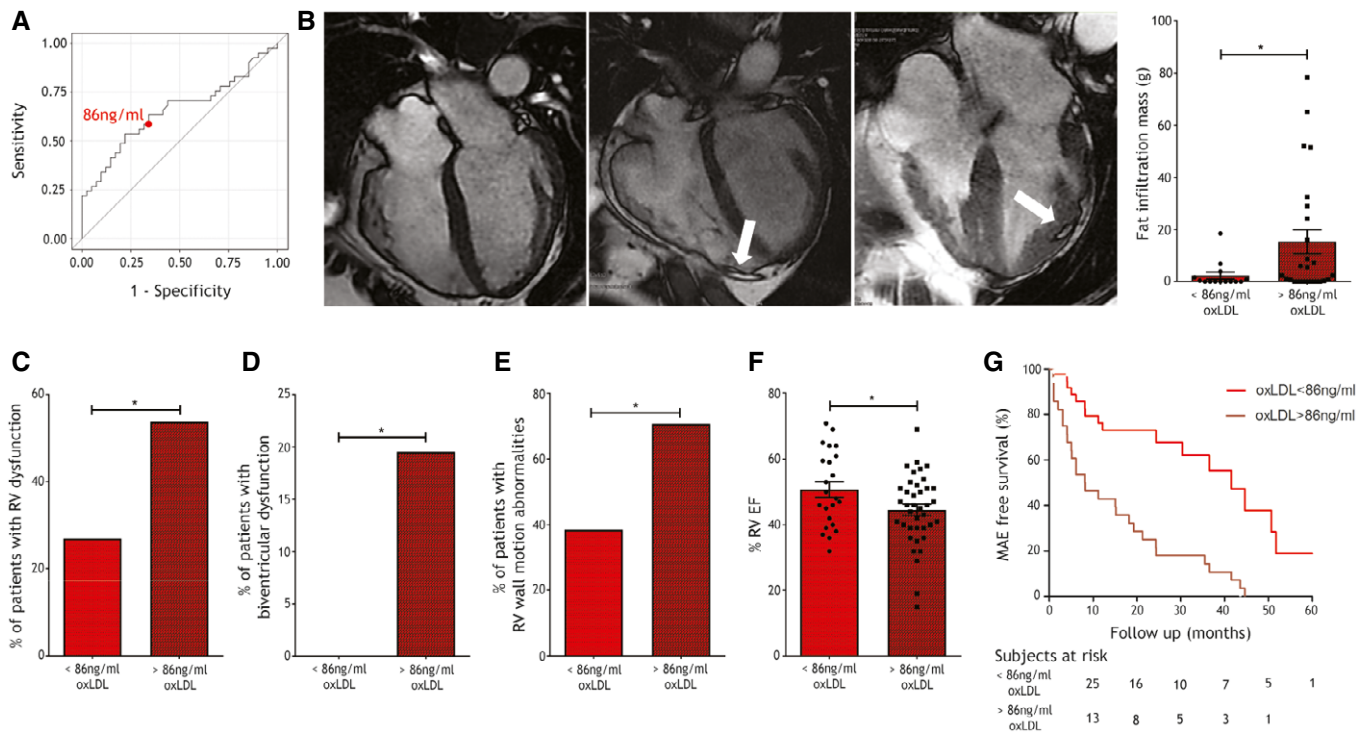 A
Sensitivity
1.00
0.75
0.50
0.25
0.00
86ng/ml
0.00 0.25 0.50 0.75 1.00
1 - Specificity
B
Fat infiltration mass (g)
100
80
60
40
20
0
*
< 86ng/ml oxLDL
> 86ng/ml oxLDL
C
% of patients with RV dysfunction
60
40
20
0
*
< 86ng/ml oxLDL
> 86ng/ml oxLDL
D
% of patients with
biventricular dysfunction
25
20
15
10
5
0
*
< 86ng/ml oxLDL
> 86ng/ml oxLDL
E
% of patients with
RV wall motion abnormalities
80
60
40
20
0
*
< 86ng/ml oxLDL
> 86ng/ml oxLDL
F
% RV EF
80
60
40
20
0
*
< 86ng/ml oxLDL
> 86ng/ml oxLDL
G
MAE free survival (%)
100
80
60
40
20
0
oxLDL<86ng/ml
oxLDL>86ng/ml
0 10 20 30 40 50 60
Follow up (months)
Subjects at risk
< 86ng/ml oxLDL 25 16 10 7 5 1
> 86ng/ml oxLDL 13 8 5 3 1